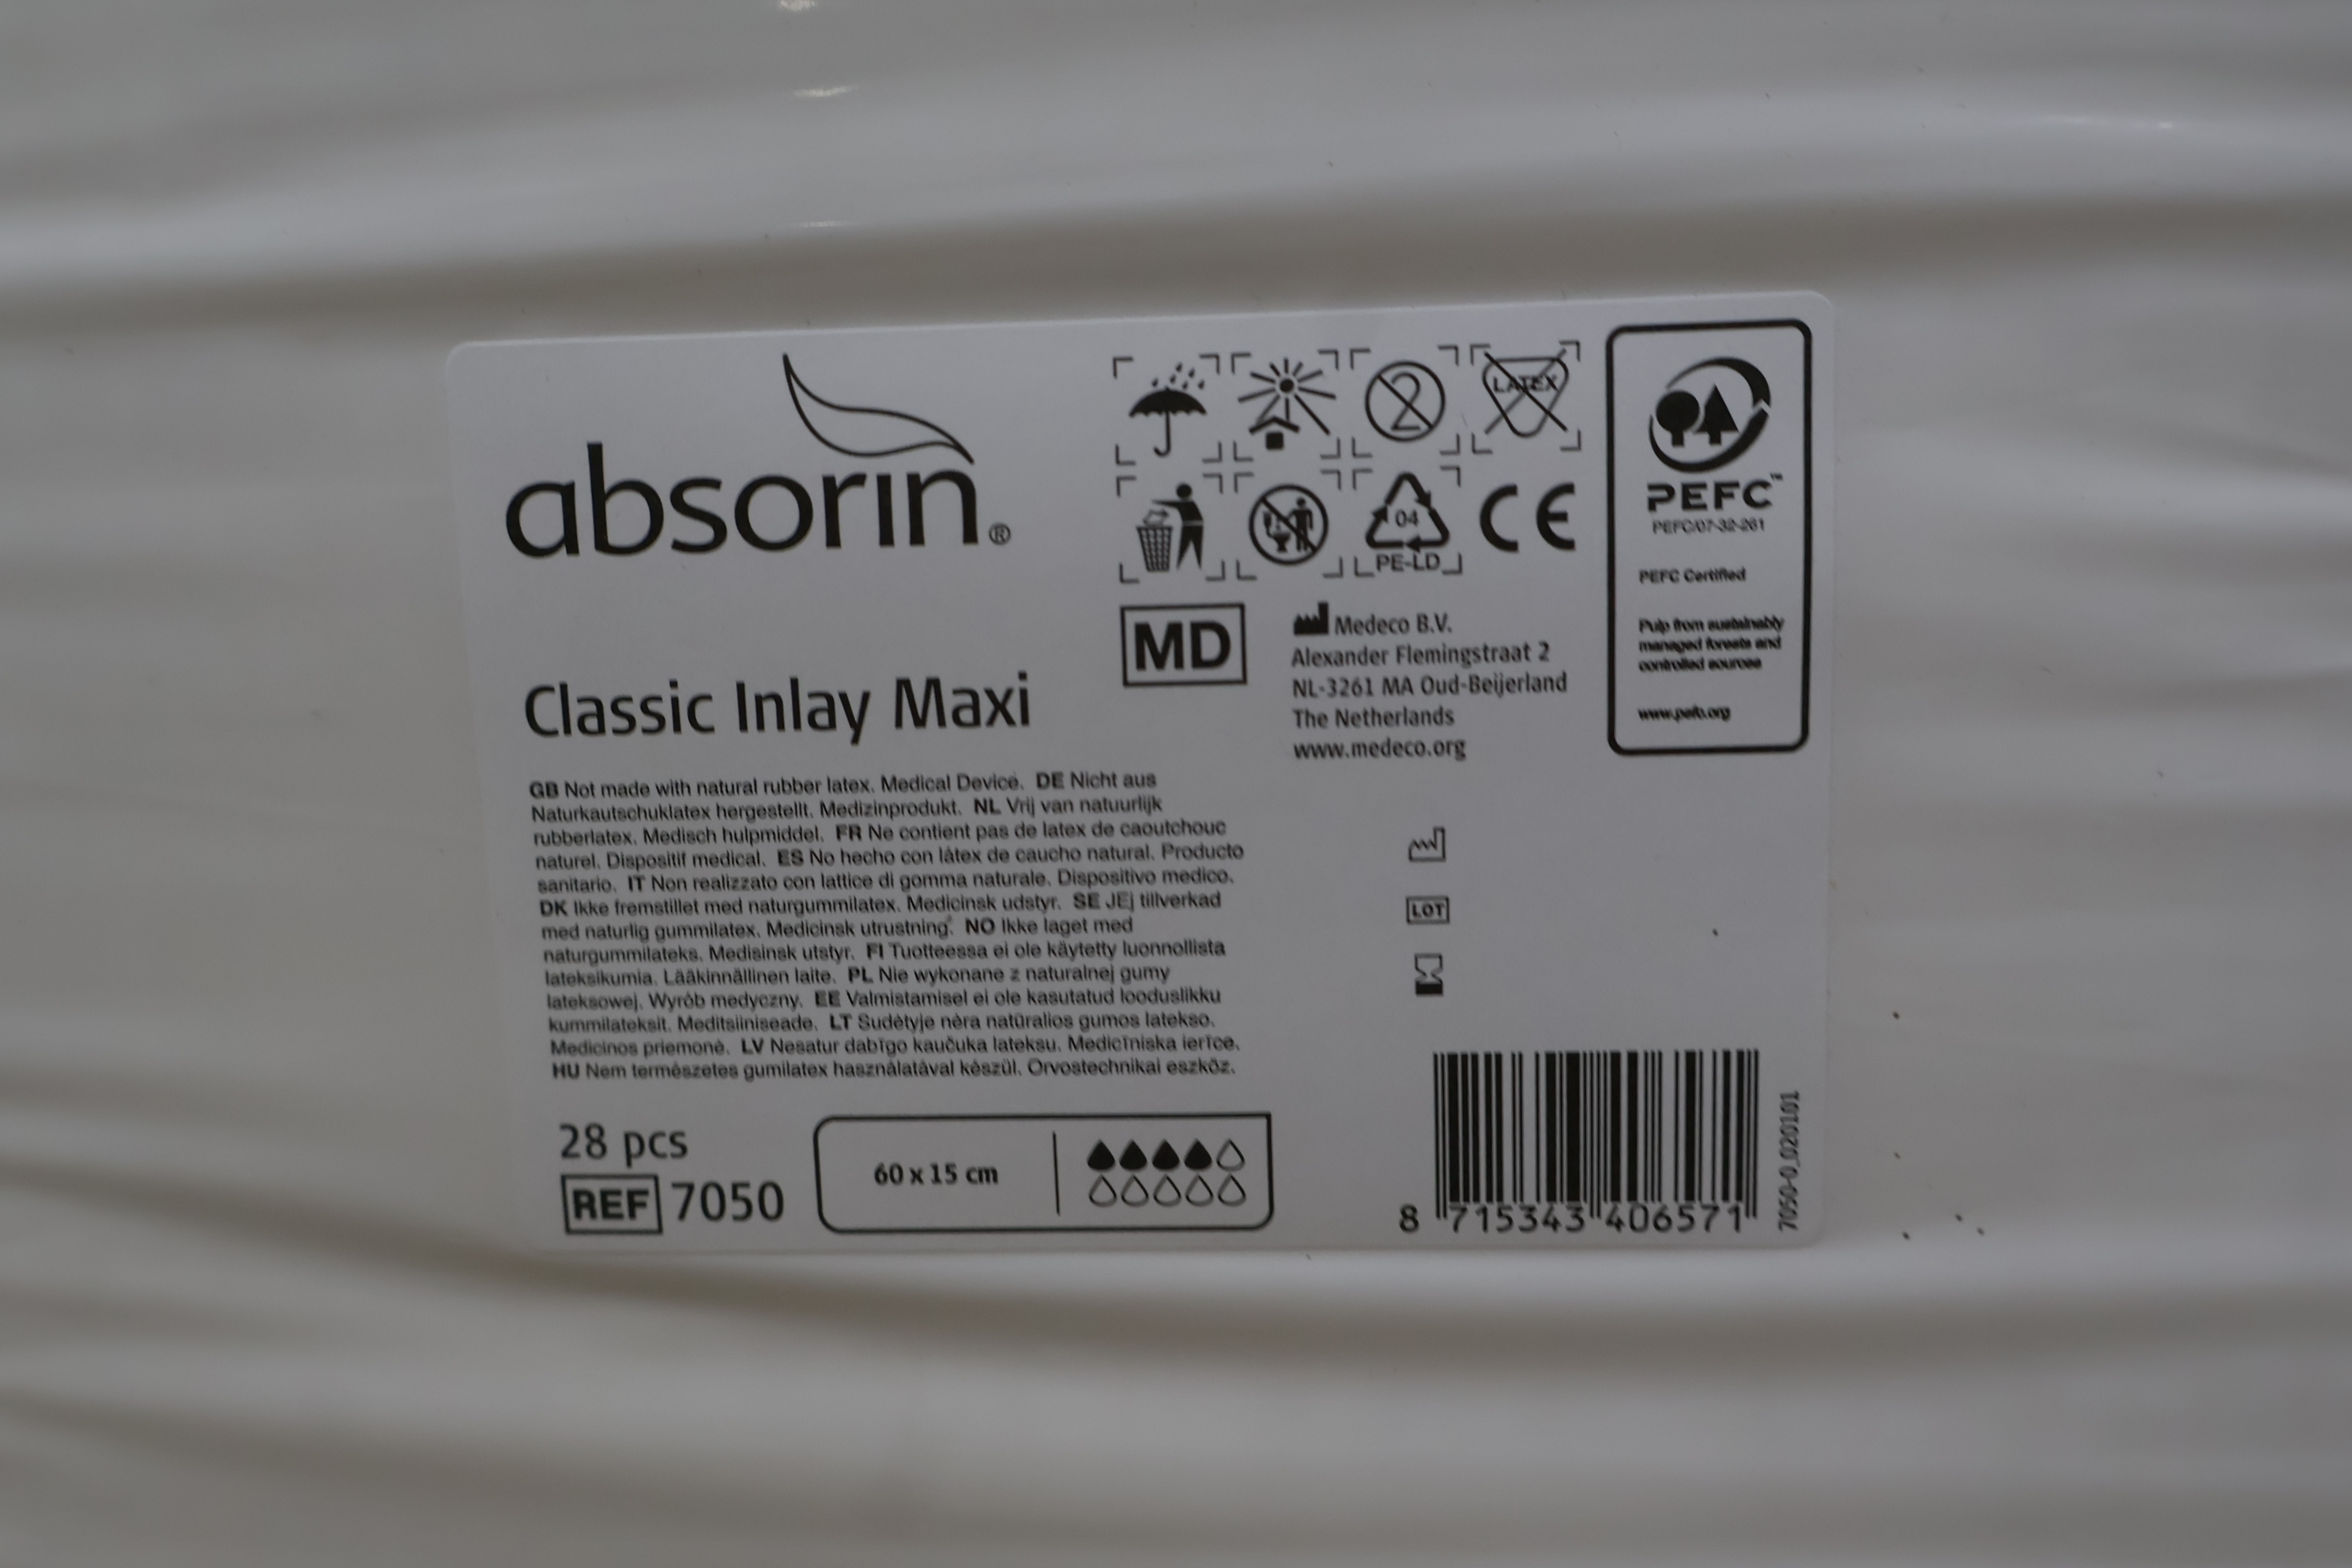 absorin®
LATEX
04
PE-LD
CE
PEFC™
PEFC/07-32-261
PEFC Certified
Pulp from sustainably
managed forests and
controlled sources
www.pefc.org
MD
Medeco B.V.
Alexander Flemingstraat 2
NL-3261 MA Oud-Beijerland
The Netherlands
www.medeco.org
Classic Inlay Maxi
GB Not made with natural rubber latex. Medical Device. DE Nicht aus
Naturkautschuklatex hergestellt. Medizinprodukt. NL Vrij van natuurlijk
rubberlatex. Medisch hulpmiddel. FR Ne contient pas de latex de caoutchouc
naturel. Dispositif medical. ES No hecho con látex de caucho natural. Producto
sanitario. IT Non realizzato con lattice di gomma naturale. Dispositivo medico.
DK Ikke fremstillet med naturgummilatex. Medicinsk udstyr. SE JEj tillverkad
med naturlig gummilatex. Medicinsk utrustning. NO Ikke laget med
naturgummilateks. Medisinsk utstyr. FI Tuotteessa ei ole käytetty luonnollista
lateksikumia. Lääkinnällinen laite. PL Nie wykonane z naturalnej gumy
lateksowej. Wyrób medyczny. EE Valmistamisel ei ole kasutatud looduslikku
kummilateksit. Meditsiiniseade. LT Sudėtyje nėra natūralios gumos latekso.
Medicinos priemonė. LV Nesatur dabīgo kaučuka lateksu. Medicīniska ierīce.
HU Nem természetes gumilatex használatával készül. Orvostechnikai eszköz.
LOT
28 pcs
REF 7050
60 x 15 cm
8 715343 406571
7050-0_020101